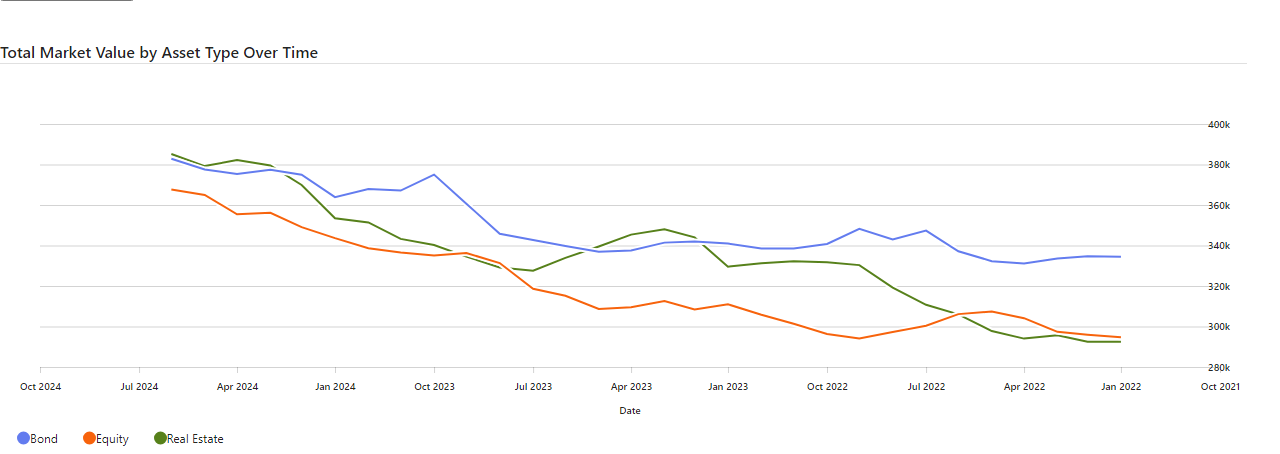 Total Market Value by Asset Type Over Time
400k
380k
360k
340k
320k
300k
280k
Oct 2024 Jul 2024 Apr 2024 Jan 2024 Oct 2023 Jul 2023 Apr 2023 Jan 2023 Oct 2022 Jul 2022 Apr 2022 Jan 2022 Oct 2021
Date
Bond Equity Real Estate